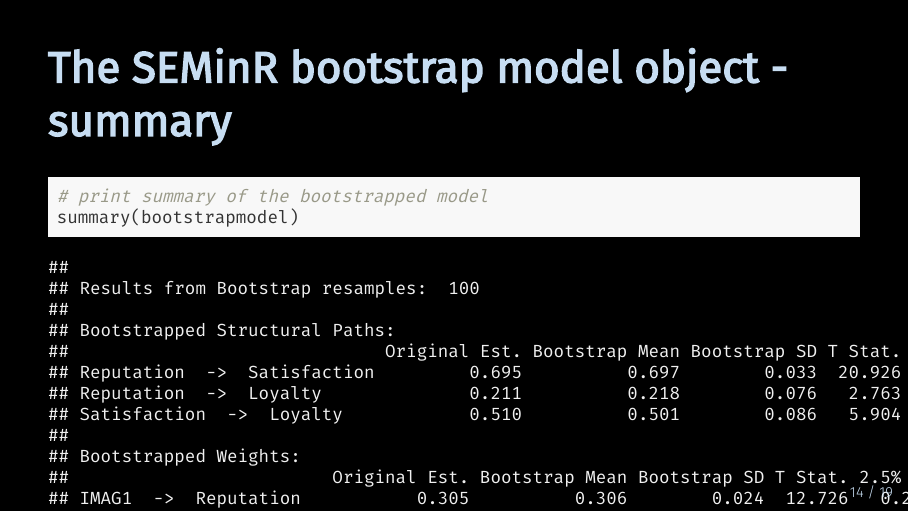 The SEMinR bootstrap model object -
summary
# print summary of the bootstrapped model
summary(bootstrapmodel)
##
## Results from Bootstrap resamples:  100
##
## Bootstrapped Structural Paths:
##                              Original Est. Bootstrap Mean Bootstrap SD T Stat.
## Reputation  ->  Satisfaction         0.695          0.697        0.033  20.926
## Reputation  ->  Loyalty              0.211          0.218        0.076   2.763
## Satisfaction  ->  Loyalty            0.510          0.501        0.086   5.904
##
## Bootstrapped Weights:
##                         Original Est. Bootstrap Mean Bootstrap SD T Stat. 2.5%
## IMAG1  ->  Reputation           0.305          0.306        0.024  12.726
14 / 19